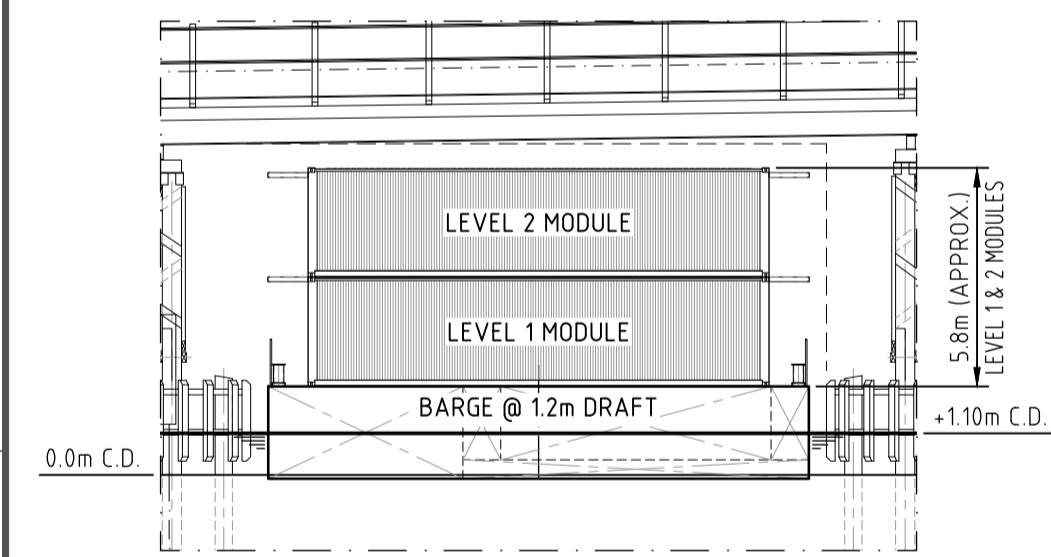 LEVEL 2 MODULE
LEVEL 1 MODULE
5.8m (APPROX.)
LEVEL 1 & 2 MODULES
BARGE @ 1.2m DRAFT
+1.10m C.D.
0.0m C.D.